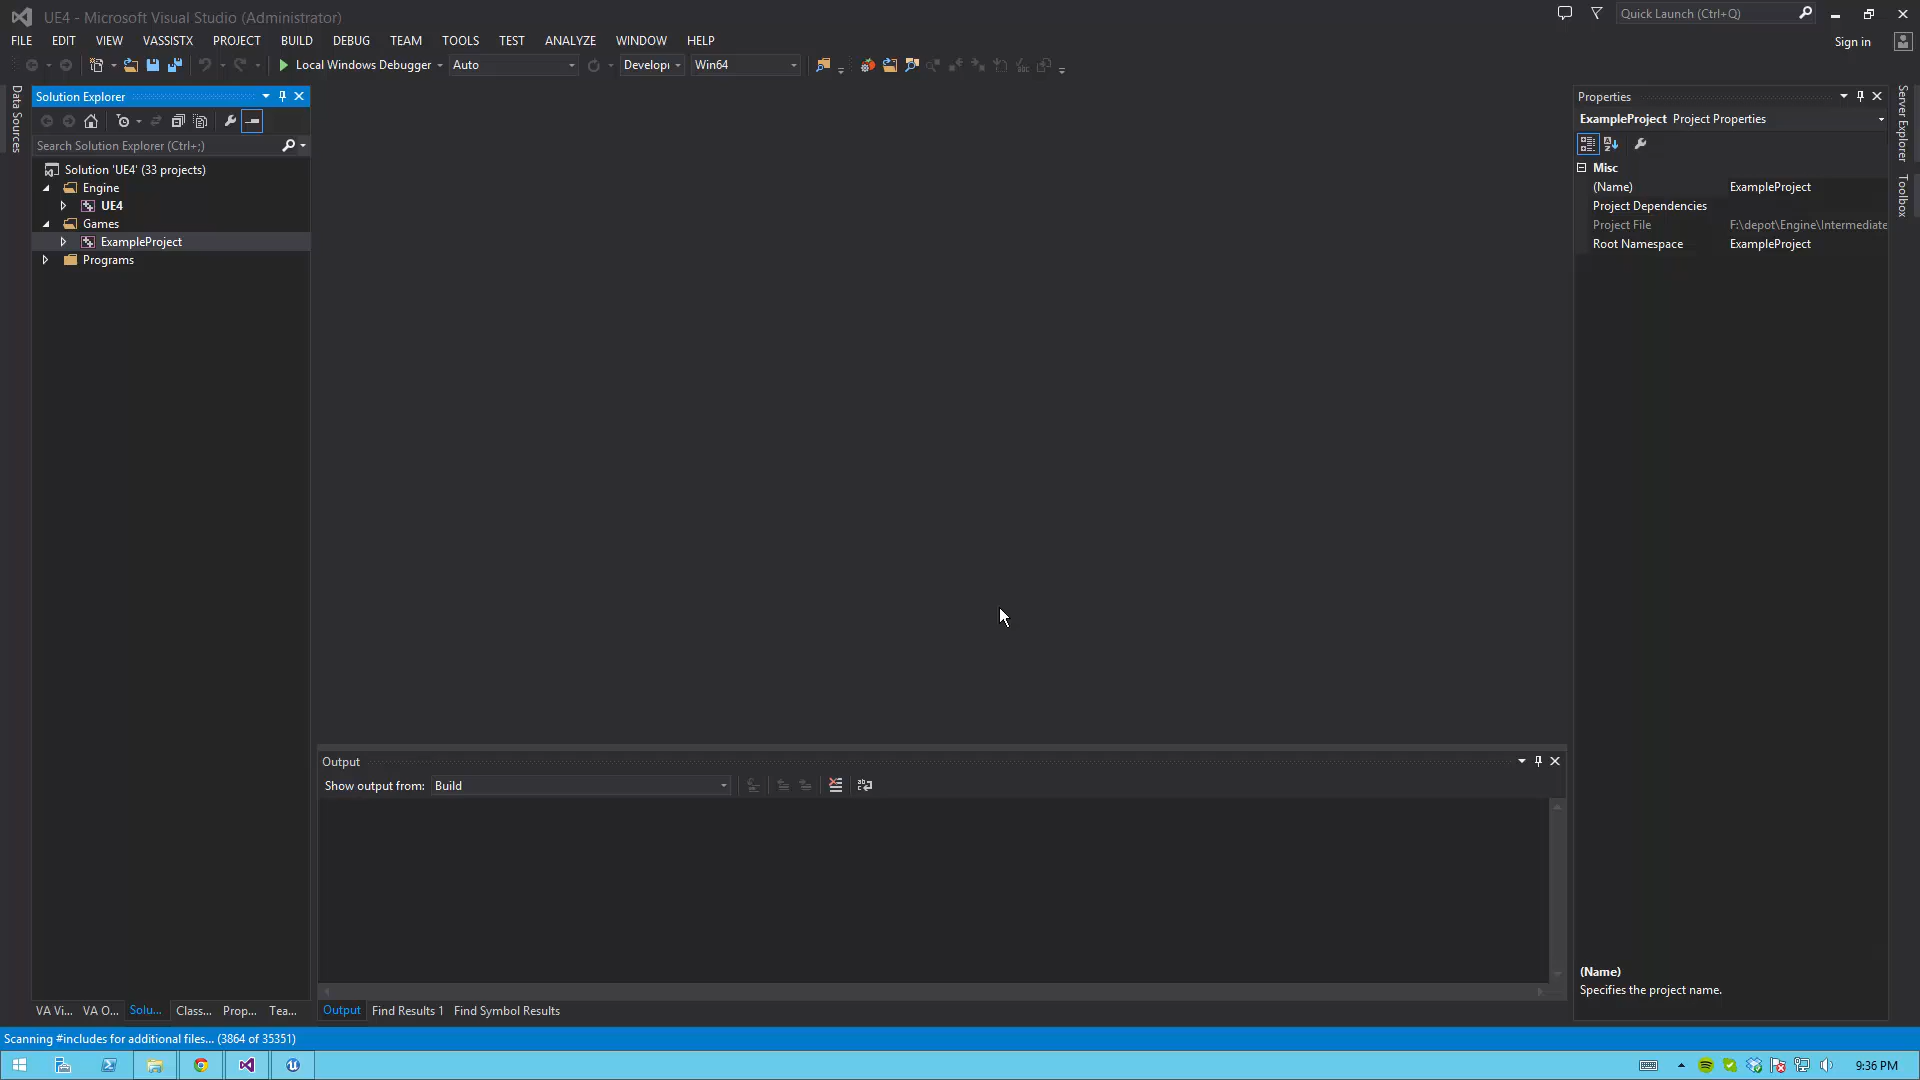 UE4 - Microsoft Visual Studio (Administrator)
Quick Launch (Ctrl+Q)
FILE EDIT VIEW VASSISTX PROJECT BUILD DEBUG TEAM TOOLS TEST ANALYZE WINDOW HELP
Sign in
Local Windows Debugger
Auto
Develop
Win64
Data Sources
Solution Explorer
Search Solution Explorer (Ctrl+;)
Solution 'UE4' (33 projects)
Engine
UE4
Games
ExampleProject
Programs
VA Vi... VA O... Solu... Class... Prop... Tea...
Output
Show output from: Build
Output Find Results 1 Find Symbol Results
Properties
ExampleProject Project Properties
Misc
(Name) ExampleProject
Project Dependencies
Project File F:\depot\Engine\Intermediate
Root Namespace ExampleProject
(Name)
Specifies the project name.
Server Explorer
Toolbox
Scanning #includes for additional files... (3864 of 35351)
9:36 PM